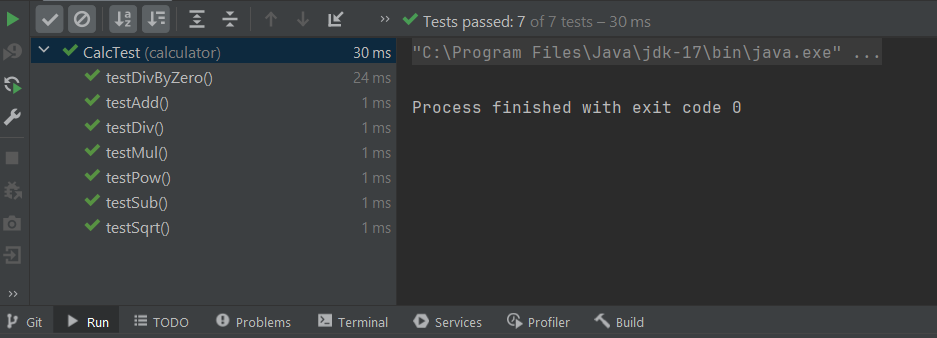 Tests passed: 7 of 7 tests – 30 ms
CalcTest (calculator) 30 ms
testDivByZero() 24 ms
testAdd() 1 ms
testDiv() 1 ms
testMul() 1 ms
testPow() 1 ms
testSub() 1 ms
testSqrt() 1 ms
"C:\Program Files\Java\jdk-17\bin\java.exe" ...
Process finished with exit code 0
Git Run TODO Problems Terminal Services Profiler Build